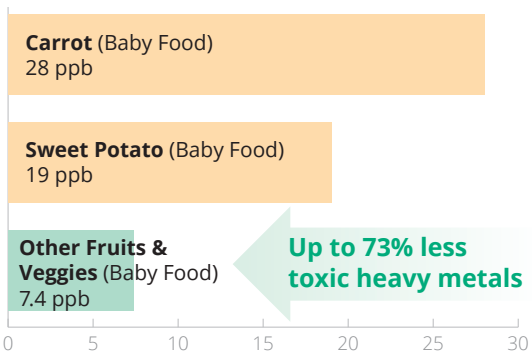 Carrot (Baby Food)
28 ppb
Sweet Potato (Baby Food)
19 ppb
Other Fruits &
Veggies (Baby Food)
7.4 ppb
Up to 73% less
toxic heavy metals
0 5 10 15 20 25 30